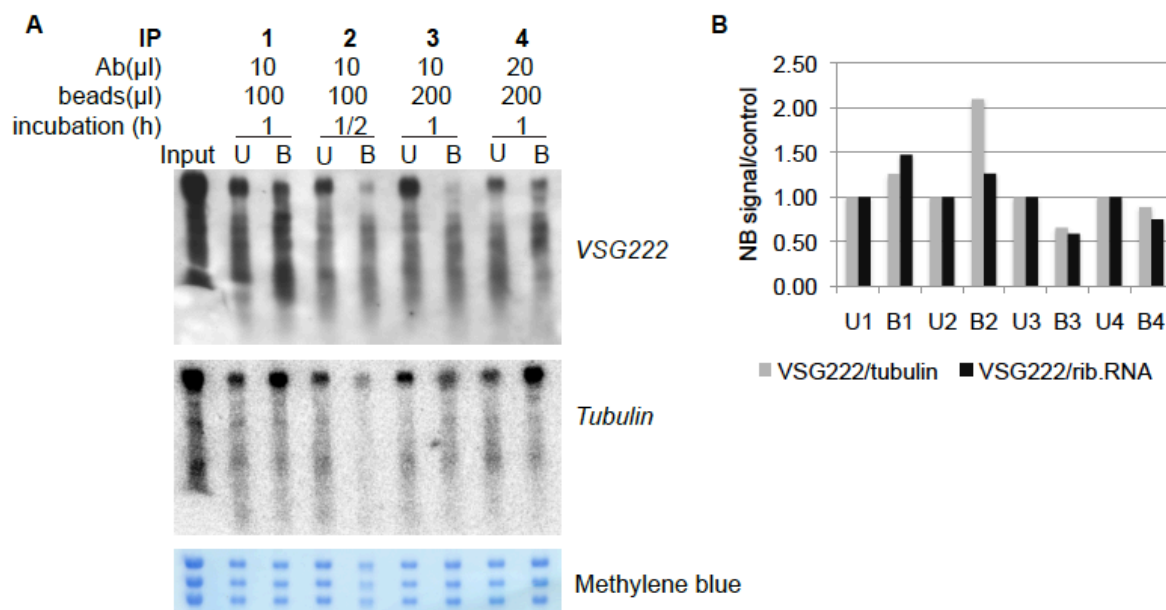 A
IP 1 2 3 4
Ab(µl) 10 10 10 20
beads(µl) 100 100 200 200
incubation (h) 1 1/2 1 1
Input U B U B U B U B
VSG222
Tubulin
Methylene blue
B
NB signal/control
2.50
2.00
1.50
1.00
0.50
0.00
U1 B1 U2 B2 U3 B3 U4 B4
VSG222/tubulin VSG222/rib.RNA